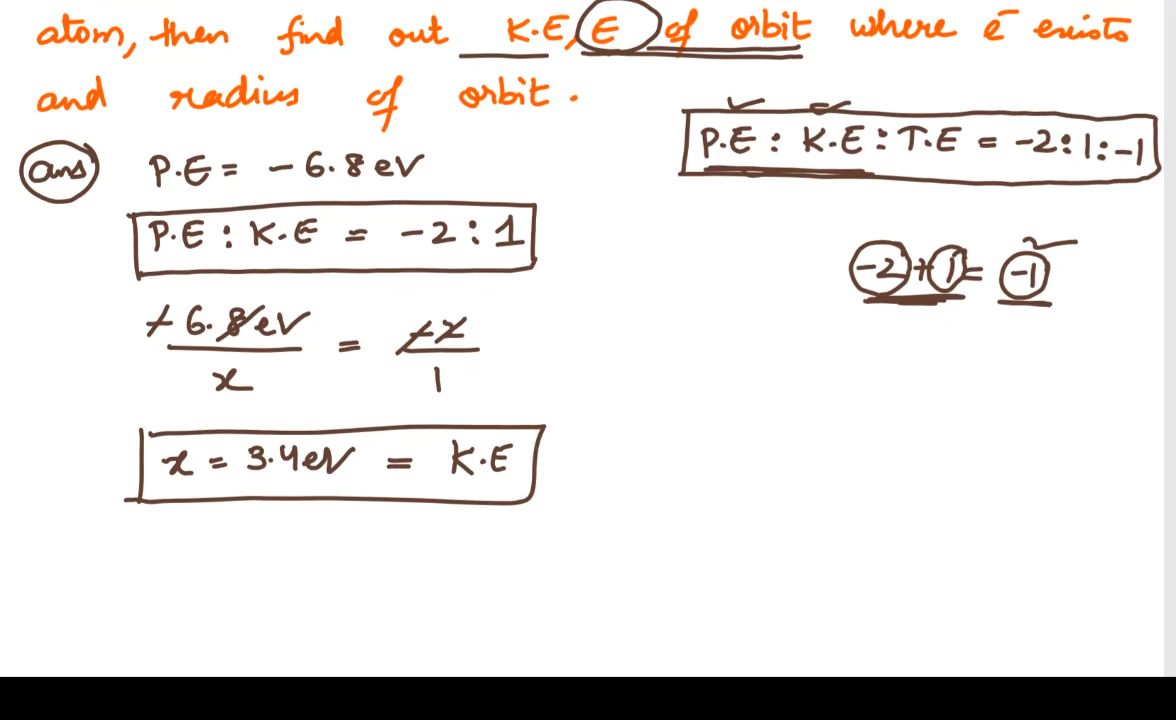 atom, then find out K.E, E of orbit where e⁻ exists
and radius of orbit.
P.E : K.E : T.E = -2 : 1 : -1
ans P.E = - 6.8 eV
P.E : K.E = -2 : 1
-2 + 1 = -1
-6.8 eV / x = -2 / 1
x = 3.4 eV = K.E